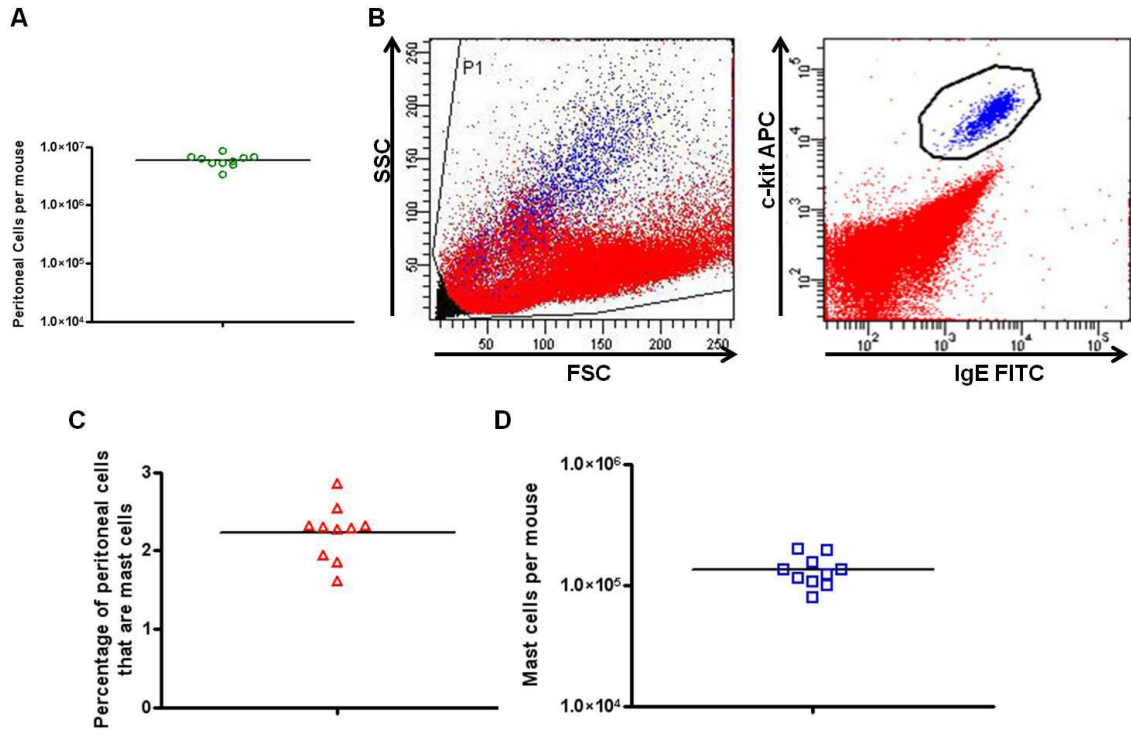 A
Peritoneal Cells per mouse
1.0×10⁷
1.0×10⁶
1.0×10⁵
1.0×10⁴
B
SSC
250
200
150
100
50
P1
50 100 150 200 250
FSC
c-kit APC
10⁵
10⁴
10³
10²
10² 10³ 10⁴ 10⁵
IgE FITC
C
Percentage of peritoneal cells
that are mast cells
3
2
1
0
D
Mast cells per mouse
1.0×10⁶
1.0×10⁵
1.0×10⁴